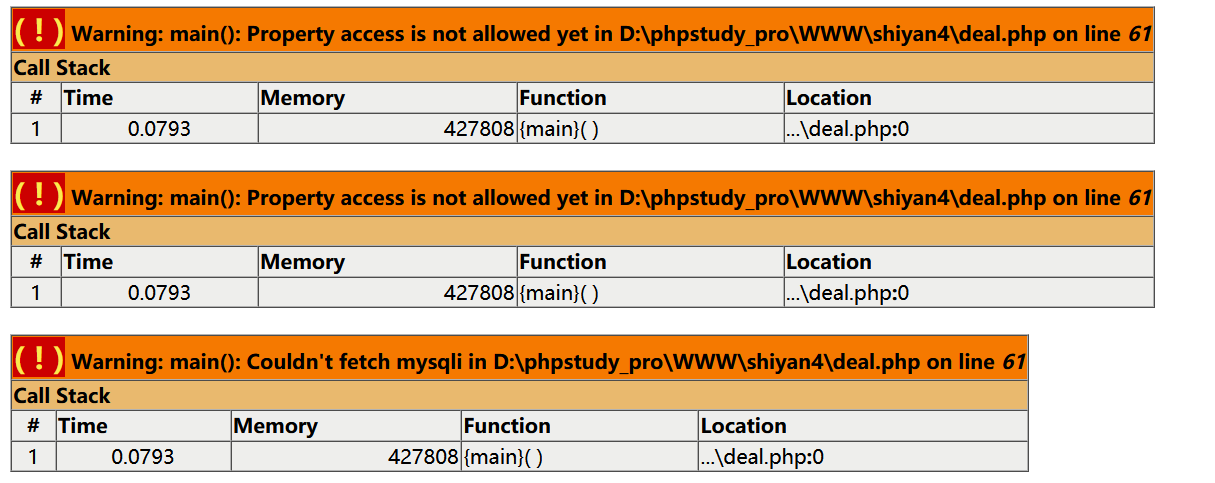 ( ! ) Warning: main(): Property access is not allowed yet in D:\phpstudy_pro\WWW\shiyan4\deal.php on line 61
Call Stack
# Time Memory Function Location
1 0.0793 427808 {main}( ) ...\deal.php:0
( ! ) Warning: main(): Property access is not allowed yet in D:\phpstudy_pro\WWW\shiyan4\deal.php on line 61
Call Stack
# Time Memory Function Location
1 0.0793 427808 {main}( ) ...\deal.php:0
( ! ) Warning: main(): Couldn't fetch mysqli in D:\phpstudy_pro\WWW\shiyan4\deal.php on line 61
Call Stack
# Time Memory Function Location
1 0.0793 427808 {main}( ) ...\deal.php:0